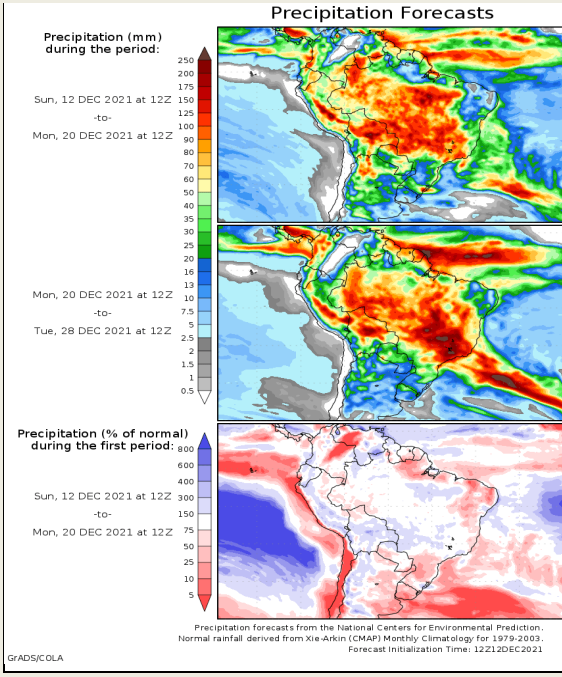 Precipitation Forecasts
Precipitation (mm)
during the period:
Sun, 12 DEC 2021 at 12Z
-to-
Mon, 20 DEC 2021 at 12Z
250
200
175
150
125
100
90
80
70
60
50
40
35
30
25
20
16
13
10
7.5
5
2.5
2
1.5
1
0.5
Mon, 20 DEC 2021 at 12Z
-to-
Tue, 28 DEC 2021 at 12Z
Precipitation (% of normal)
during the first period:
Sun, 12 DEC 2021 at 12Z
-to-
Mon, 20 DEC 2021 at 12Z
800
600
400
300
150
75
50
25
10
5
Precipitation forecasts from the National Centers for Environmental Prediction.
Normal rainfall derived from Xie-Arkin (CMAP) Monthly Climatology for 1979-2003.
Forecast Initialization Time: 12Z12DEC2021
GrADS/COLA